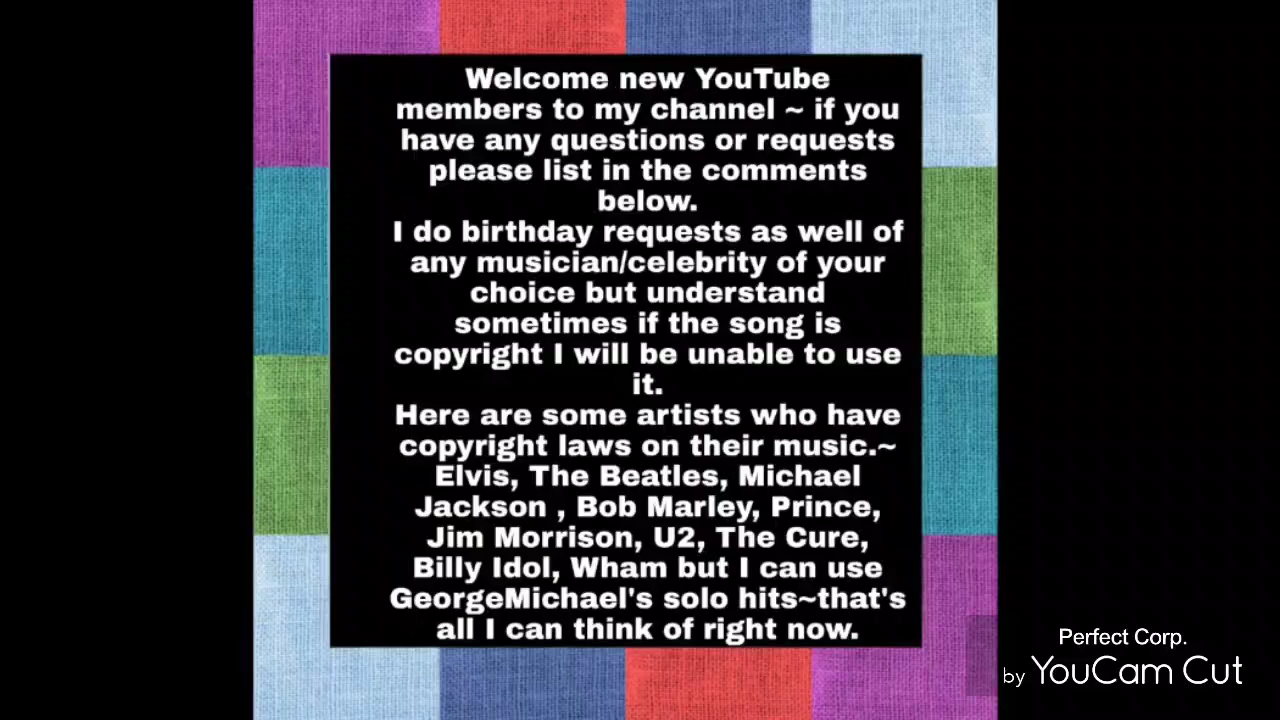 Welcome new YouTube
members to my channel ~ if you
have any questions or requests
please list in the comments
below.
I do birthday requests as well of
any musician/celebrity of your
choice but understand
sometimes if the song is
copyright I will be unable to use
it.
Here are some artists who have
copyright laws on their music.~
Elvis, The Beatles, Michael
Jackson , Bob Marley, Prince,
Jim Morrison, U2, The Cure,
Billy Idol, Wham but I can use
GeorgeMichael's solo hits~that's
all I can think of right now.
Perfect Corp.
by YouCam Cut